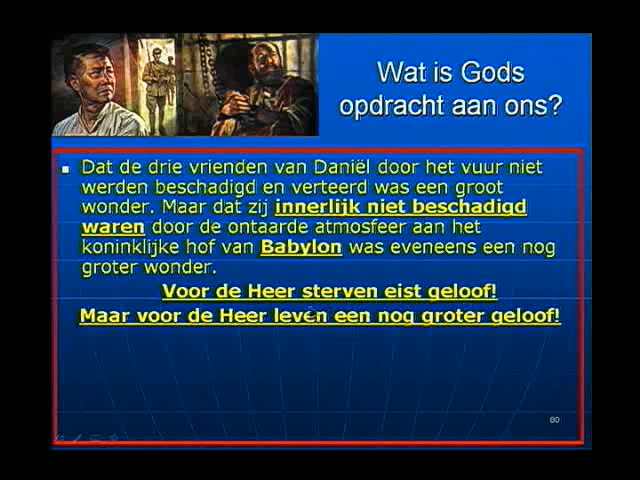 Wat is Gods
opdracht aan ons?
Dat de drie vrienden van Daniël door het vuur niet
werden beschadigd en verteerd was een groot
wonder. Maar dat zij innerlijk niet beschadigd
waren door de ontaarde atmosfeer aan het
koninklijke hof van Babylon was eveneens een nog
groter wonder.
Voor de Heer sterven eist geloof!
Maar voor de Heer leven een nog groter geloof!
80